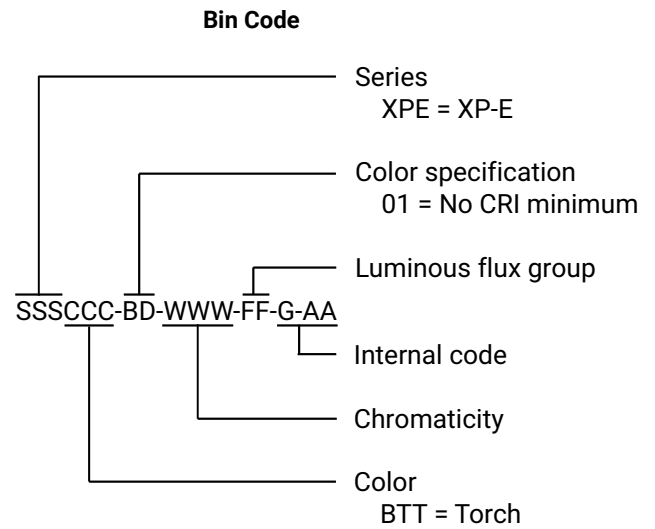 Bin Code
Series
XPE = XP-E
Color specification
01 = No CRI minimum
Luminous flux group
SSSCCC-BD-WWW-FF-G-AA
Internal code
Chromaticity
Color
BTT = Torch